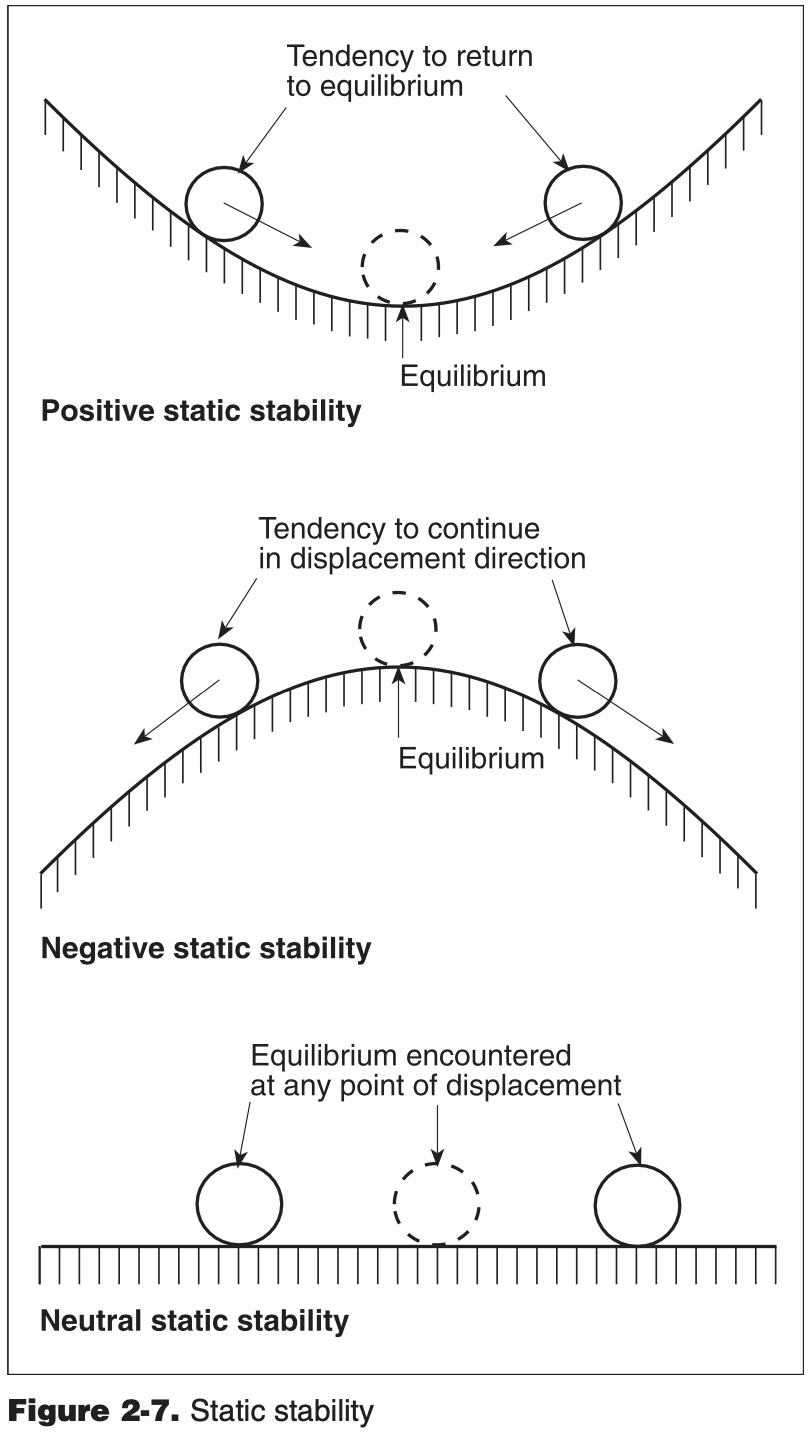 Tendency to return
to equilibrium
Equilibrium
Positive static stability
Tendency to continue
in displacement direction
Equilibrium
Negative static stability
Equilibrium encountered
at any point of displacement
Neutral static stability
Figure 2-7. Static stability